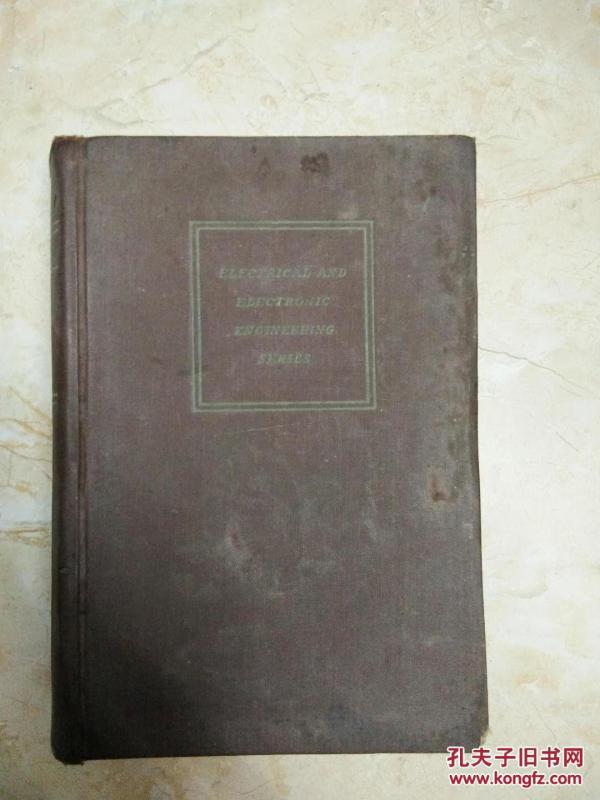 ELECTRICAL AND
ELECTRONIC
ENGINEERING
SERIES
孔夫子旧书网
www.kongfz.com